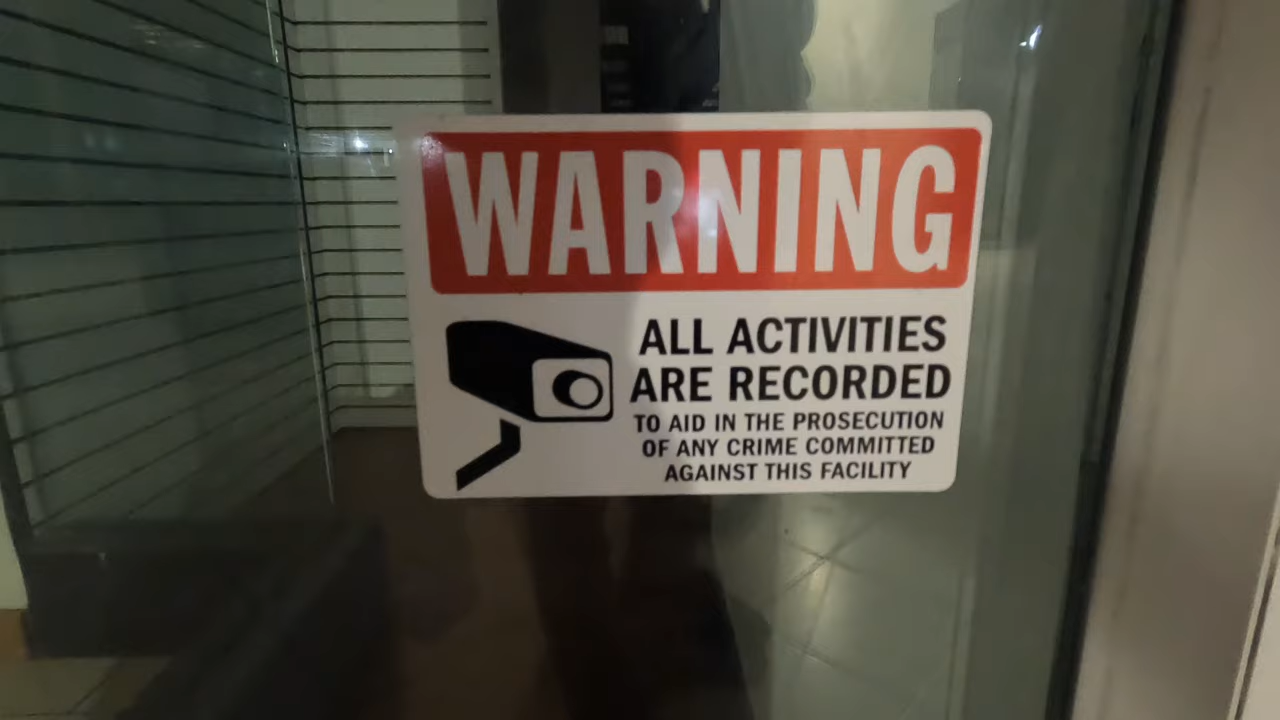 WARNING
ALL ACTIVITIES
ARE RECORDED
TO AID IN THE PROSECUTION
OF ANY CRIME COMMITTED
AGAINST THIS FACILITY